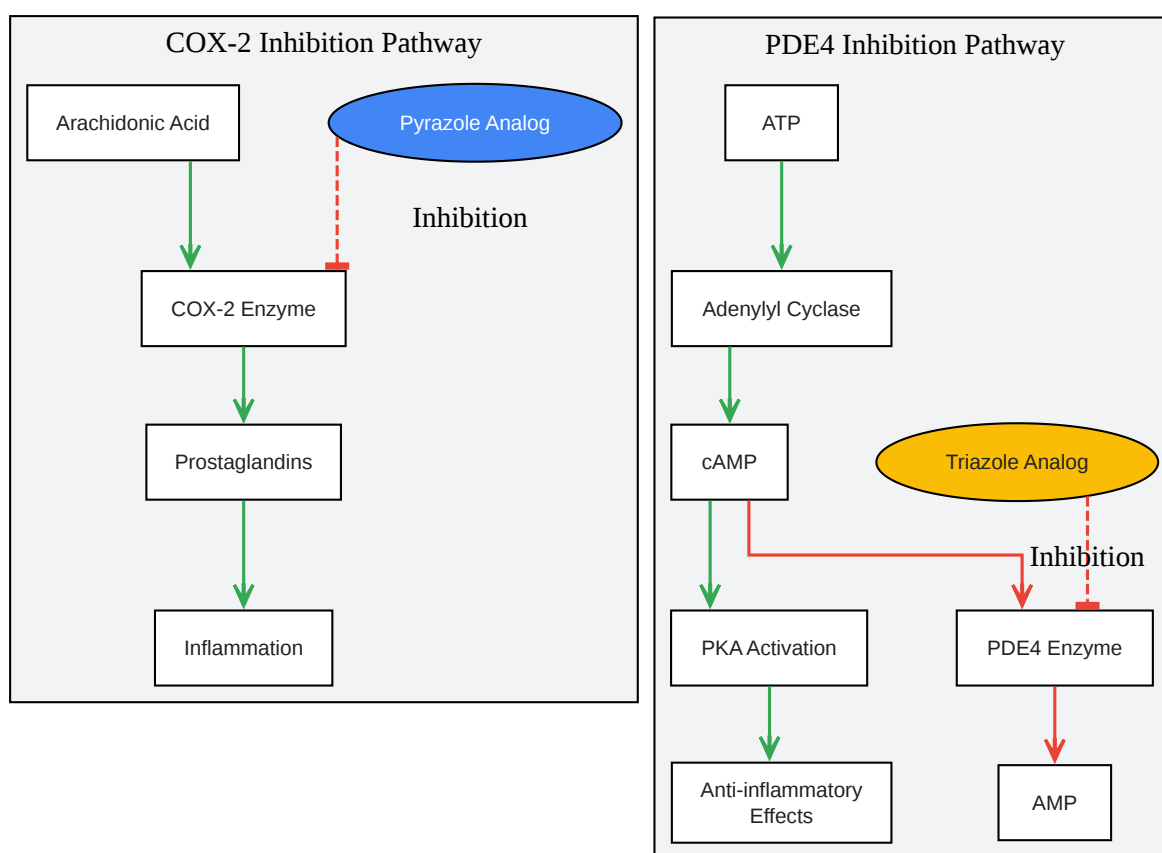 COX-2 Inhibition Pathway
Arachidonic Acid
Pyrazole Analog
Inhibition
COX-2 Enzyme
Prostaglandins
Inflammation
PDE4 Inhibition Pathway
ATP
Adenylyl Cyclase
cAMP
Triazole Analog
Inhibition
PKA Activation
PDE4 Enzyme
Anti-inflammatory
Effects
AMP